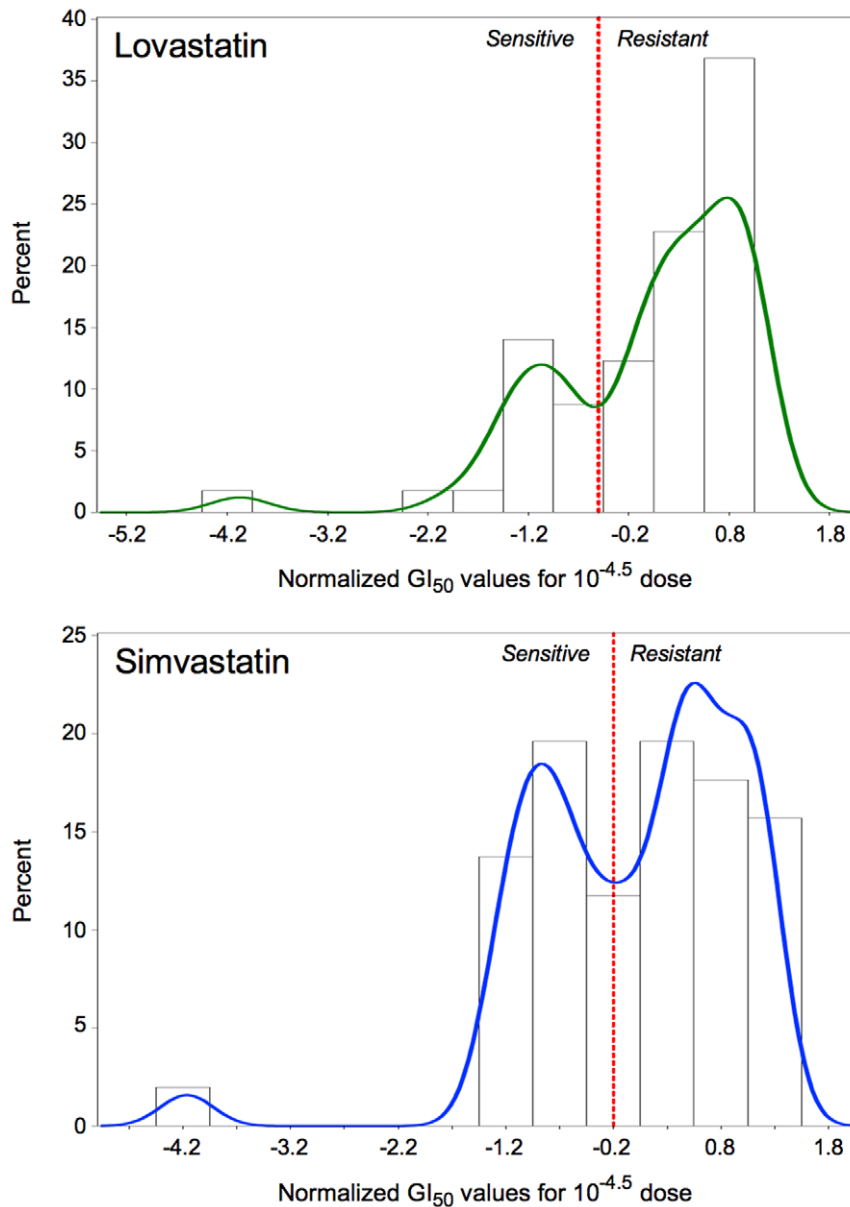 Lovastatin
Sensitive Resistant
Percent
40
35
30
25
20
15
10
5
0
-5.2 -4.2 -3.2 -2.2 -1.2 -0.2 0.8 1.8
Normalized GI50 values for 10-4.5 dose
Simvastatin
Sensitive Resistant
Percent
25
20
15
10
5
0
-4.2 -3.2 -2.2 -1.2 -0.2 0.8 1.8
Normalized GI50 values for 10-4.5 dose